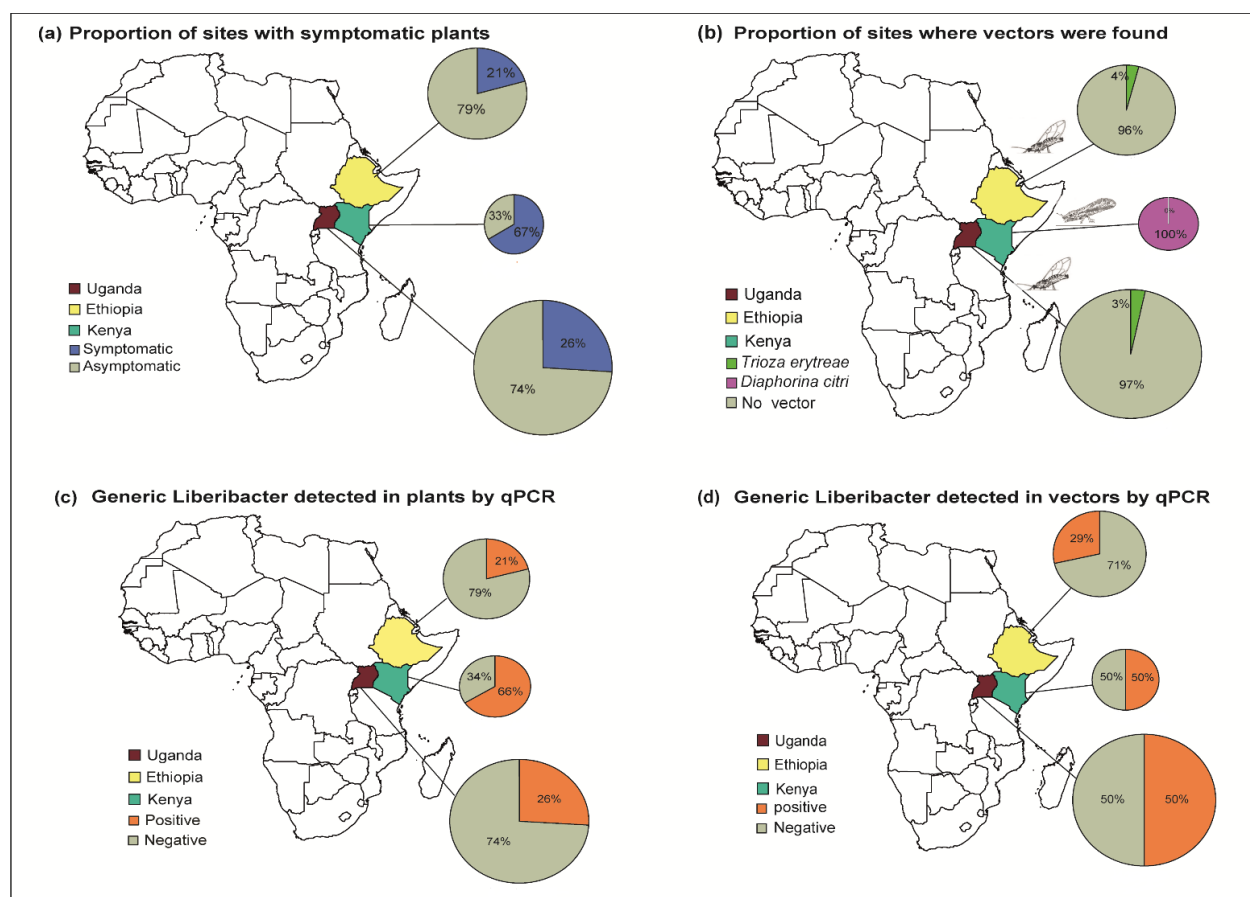 (a) Proportion of sites with symptomatic plants
21%
79%
33%
67%
26%
74%
Uganda
Ethiopia
Kenya
Symptomatic
Asymptomatic
(b) Proportion of sites where vectors were found
4%
96%
0%
100%
3%
97%
Uganda
Ethiopia
Kenya
Trioza erytreae
Diaphorina citri
No vector
(c) Generic Liberibacter detected in plants by qPCR
21%
79%
34%
66%
26%
74%
Uganda
Ethiopia
Kenya
Positive
Negative
(d) Generic Liberibacter detected in vectors by qPCR
29%
71%
50%
50%
50%
50%
Uganda
Ethiopia
Kenya
positive
Negative